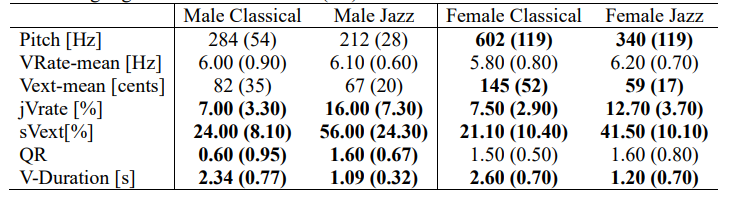 Male Classical Male Jazz Female Classical Female Jazz
Pitch [Hz] 284 (54) 212 (28) 602 (119) 340 (119)
VRate-mean [Hz] 6.00 (0.90) 6.10 (0.60) 5.80 (0.80) 6.20 (0.70)
Vext-mean [cents] 82 (35) 67 (20) 145 (52) 59 (17)
jVrate [%] 7.00 (3.30) 16.00 (7.30) 7.50 (2.90) 12.70 (3.70)
sVext[%] 24.00 (8.10) 56.00 (24.30) 21.10 (10.40) 41.50 (10.10)
QR 0.60 (0.95) 1.60 (0.67) 1.50 (0.50) 1.60 (0.80)
V-Duration [s] 2.34 (0.77) 1.09 (0.32) 2.60 (0.70) 1.20 (0.70)